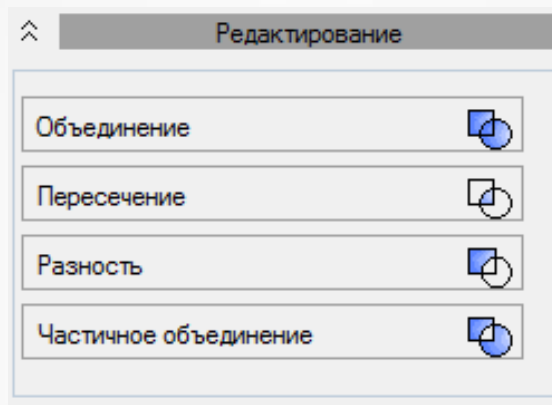 Редактирование
Объединение
Пересечение
Разность
Частичное объединение